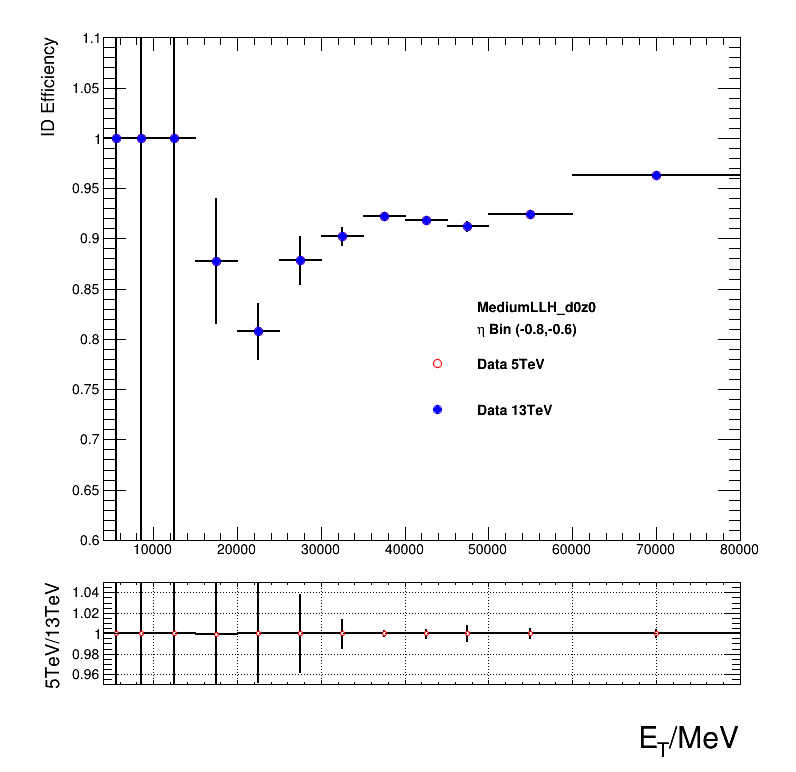 ID Efficiency
1.1
1.05
1
0.95
0.9
0.85
0.8
0.75
0.7
0.65
0.6
MediumLLH_d0z0
η Bin (-0.8,-0.6)
Data 5TeV
Data 13TeV
10000 20000 30000 40000 50000 60000 70000 80000
5TeV/13TeV
1.04
1.02
1
0.98
0.96
E_T/MeV